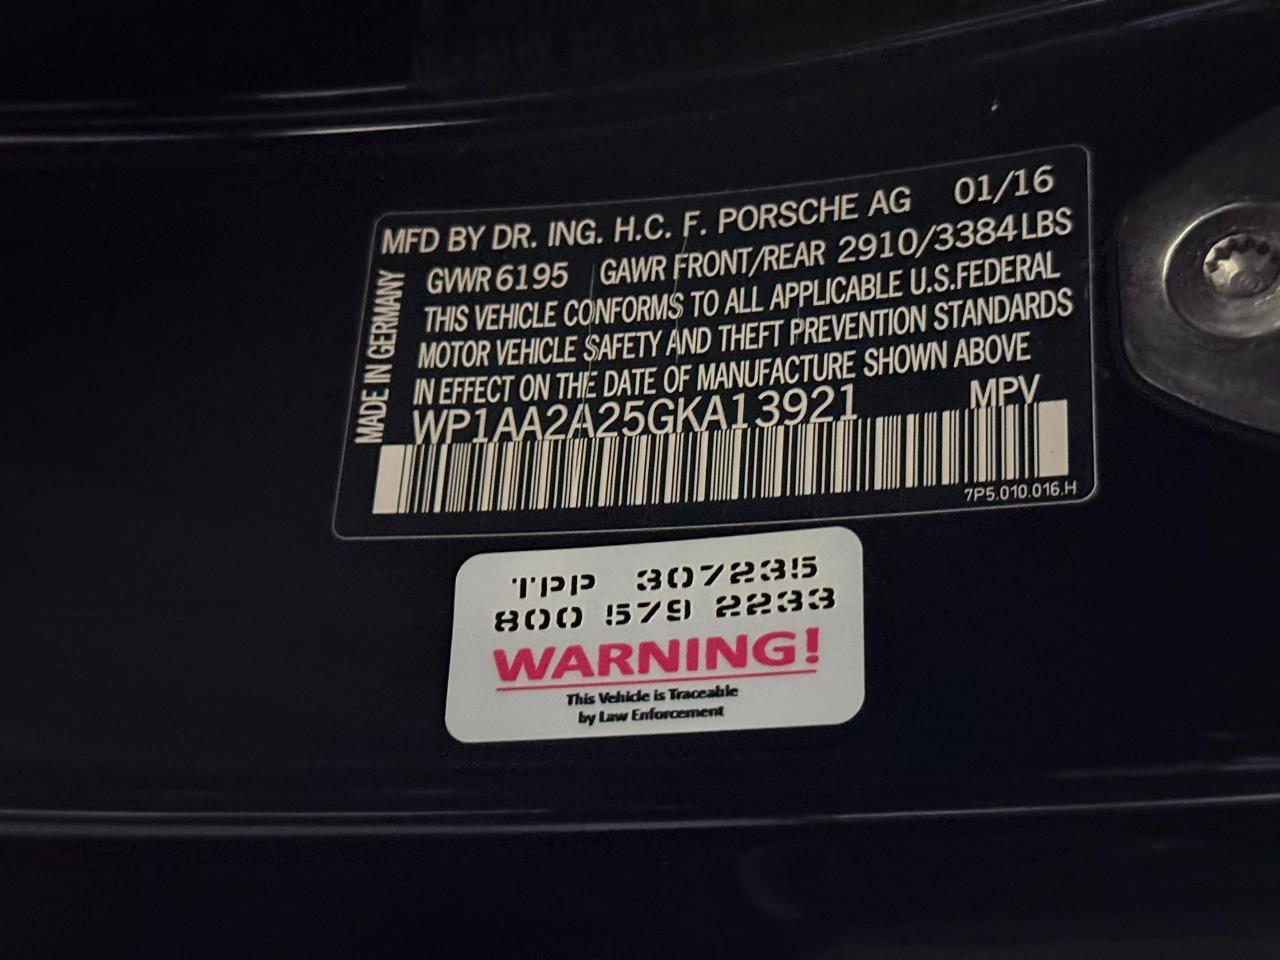 MFD BY DR. ING. H.C. F. PORSCHE AG 01/16
GVWR 6195 GAWR FRONT/REAR 2910/3384 LBS
THIS VEHICLE CONFORMS TO ALL APPLICABLE U.S.FEDERAL
MOTOR VEHICLE SAFETY AND THEFT PREVENTION STANDARDS
IN EFFECT ON THE DATE OF MANUFACTURE SHOWN ABOVE
WP1AA2A25GKA13921 MPV
MADE IN GERMANY
7P5.010.016.H
TPP 307235
800 579 2233
WARNING!
This Vehicle is Traceable
by Law Enforcement